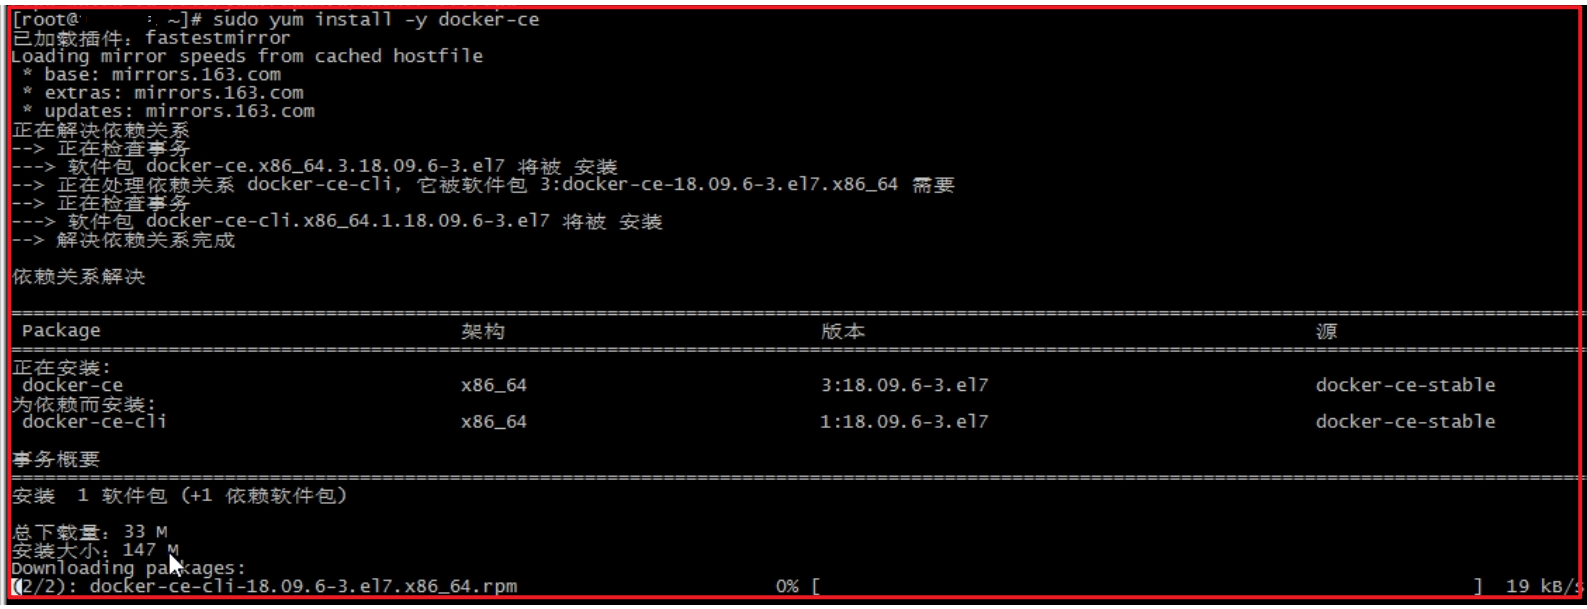 [root@ ~]# sudo yum install -y docker-ce
已加载插件：fastestmirror
Loading mirror speeds from cached hostfile
* base: mirrors.163.com
* extras: mirrors.163.com
* updates: mirrors.163.com
正在解决依赖关系
--> 正在检查事务
---> 软件包 docker-ce.x86_64.3.18.09.6-3.el7 将被 安装
--> 正在处理依赖关系 docker-ce-cli，它被软件包 3:docker-ce-18.09.6-3.el7.x86_64 需要
--> 正在检查事务
---> 软件包 docker-ce-cli.x86_64.1.18.09.6-3.el7 将被 安装
--> 解决依赖关系完成
依赖关系解决
Package 架构 版本 源
正在安装:
docker-ce x86_64 3:18.09.6-3.el7 docker-ce-stable
为依赖而安装:
docker-ce-cli x86_64 1:18.09.6-3.el7 docker-ce-stable
事务概要
安装 1 软件包 (+1 依赖软件包)
总下载量：33 M
安装大小：147 M
Downloading packages:
(2/2): docker-ce-cli-18.09.6-3.el7.x86_64.rpm 0% [ ] 19 kB/s